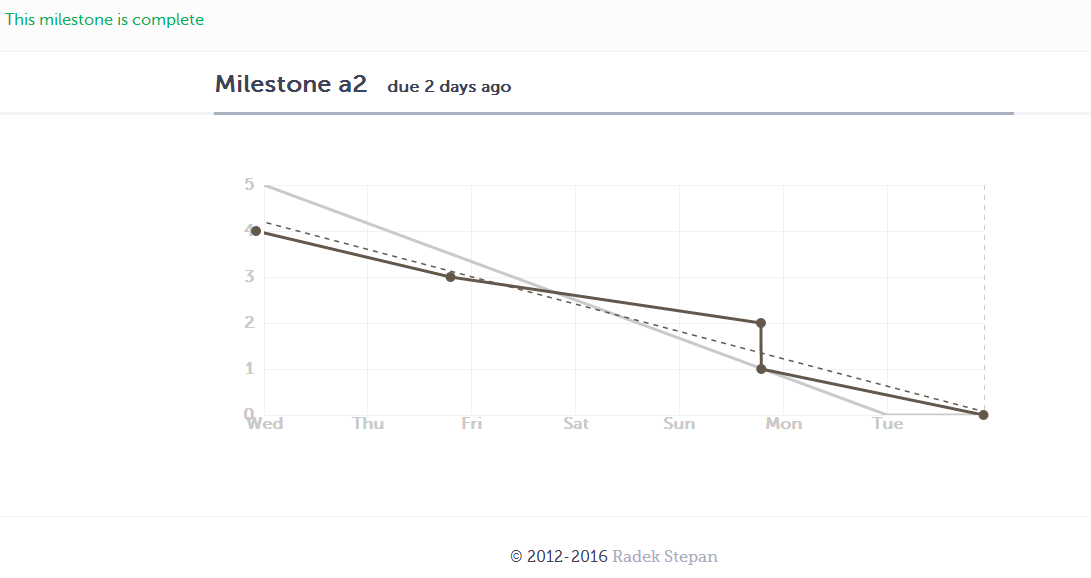 This milestone is complete
Milestone a2 due 2 days ago
5
4
3
2
1
0
Wed Thu Fri Sat Sun Mon Tue
© 2012-2016 Radek Stepan